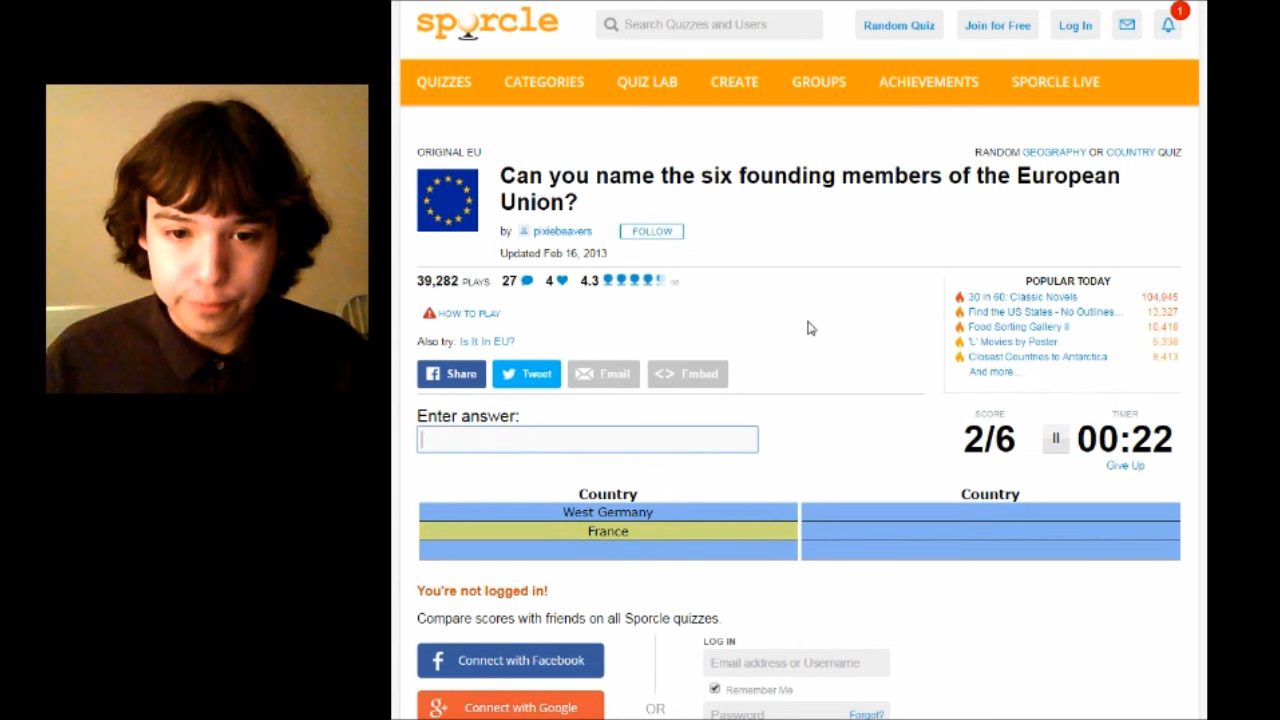 sporcle
Search Quizzes and Users
Random Quiz
Join for Free
Log In
1
QUIZZES CATEGORIES QUIZ LAB CREATE GROUPS ACHIEVEMENTS SPORCLE LIVE
ORIGINAL EU
RANDOM GEOGRAPHY OR COUNTRY QUIZ
Can you name the six founding members of the European
Union?
by pixiebeavers FOLLOW
Updated Feb 16, 2013
39,282 PLAYS 27 4 4.3
HOW TO PLAY
Also try: Is It In EU?
Share Tweet Email <> Embed
POPULAR TODAY
30 in 60: Classic Novels 104,945
Find the US States - No Outlines... 13,327
Food Sorting Gallery II 10,418
'L' Movies by Poster 9,338
Closest Countries to Antarctica 8,413
And more...
Enter answer:
SCORE
2/6
TIMER
00:22
Give Up
Country Country
West Germany
France
You're not logged in!
Compare scores with friends on all Sporcle quizzes.
f Connect with Facebook
g+ Connect with Google
OR
LOG IN
Email address or Username
Remember Me
Password Forgot?